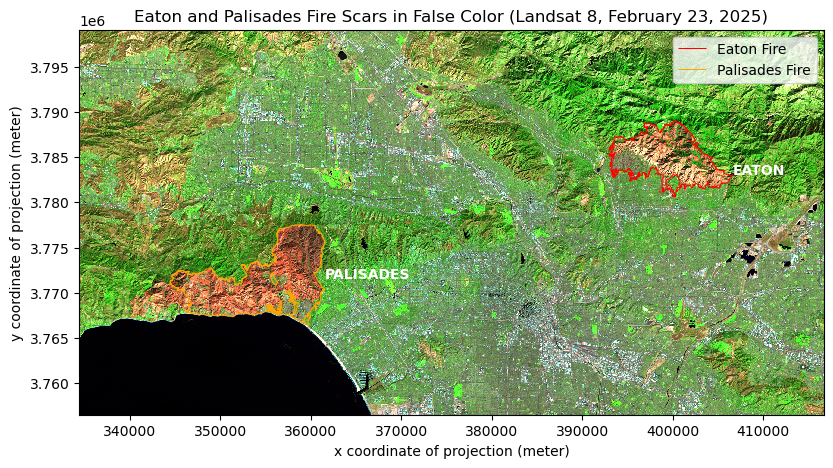 Eaton and Palisades Fire Scars in False Color (Landsat 8, February 23, 2025)
1e6
Eaton Fire
Palisades Fire
3.795
3.790
3.785
3.780
3.775
3.770
3.765
3.760
y coordinate of projection (meter)
EATON
PALISADES
340000 350000 360000 370000 380000 390000 400000 410000
x coordinate of projection (meter)